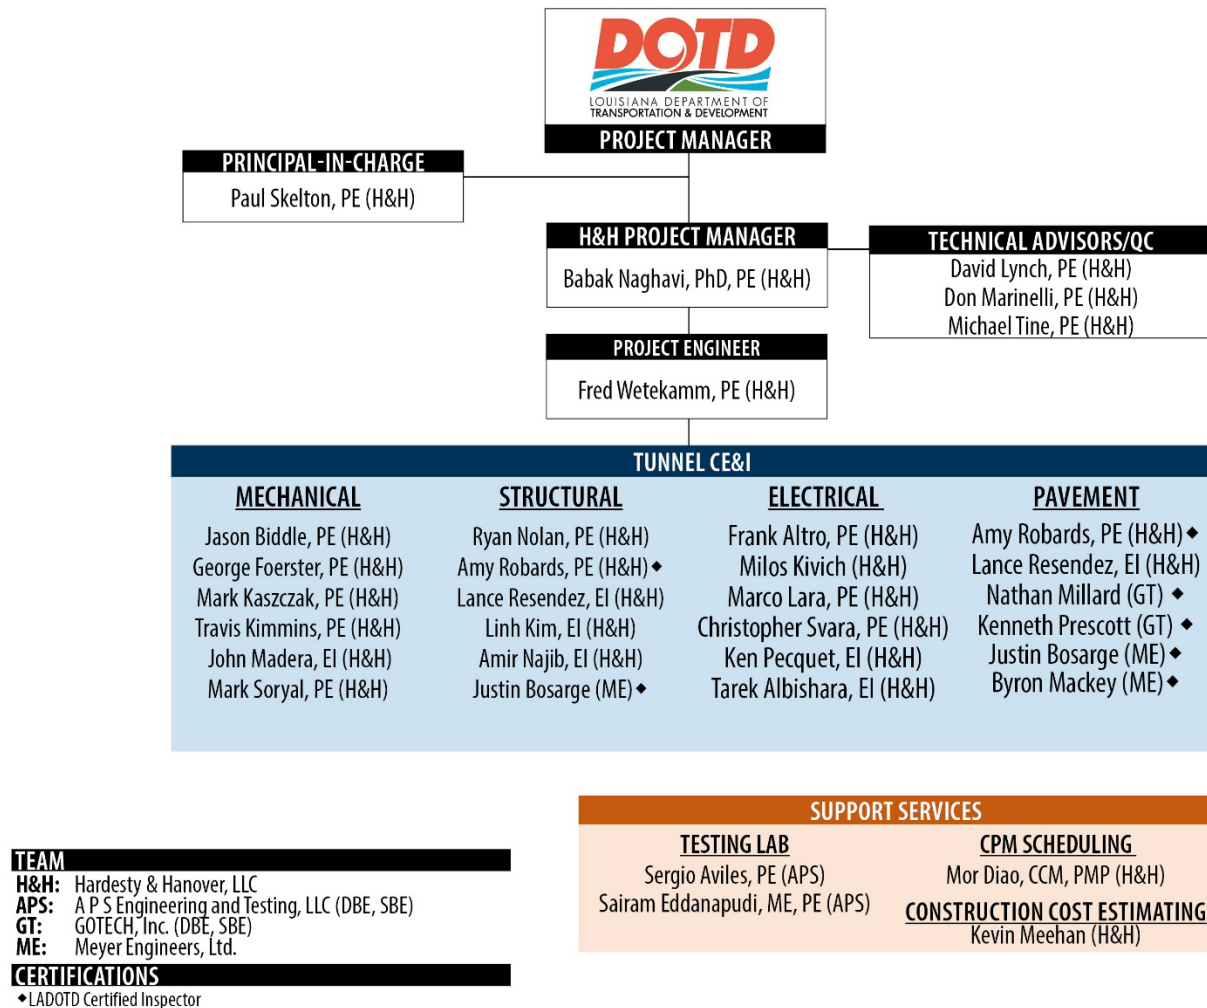 DOTD
LOUISIANA DEPARTMENT OF
TRANSPORTATION & DEVELOPMENT
PROJECT MANAGER
PRINCIPAL-IN-CHARGE
Paul Skelton, PE (H&H)
H&H PROJECT MANAGER
Babak Naghavi, PhD, PE (H&H)
TECHNICAL ADVISORS/QC
David Lynch, PE (H&H)
Don Marinelli, PE (H&H)
Michael Tine, PE (H&H)
PROJECT ENGINEER
Fred Wetekamm, PE (H&H)
TUNNEL CE&I
MECHANICAL
Jason Biddle, PE (H&H)
George Foerster, PE (H&H)
Mark Kaszczak, PE (H&H)
Travis Kimmins, PE (H&H)
John Madera, EI (H&H)
Mark Soryal, PE (H&H)
STRUCTURAL
Ryan Nolan, PE (H&H)
Amy Robards, PE (H&H) ◆
Lance Resendez, EI (H&H)
Linh Kim, EI (H&H)
Amir Najib, EI (H&H)
Justin Bosarge (ME) ◆
ELECTRICAL
Frank Altro, PE (H&H)
Milos Kivich (H&H)
Marco Lara, PE (H&H)
Christopher Svara, PE (H&H)
Ken Pecquet, EI (H&H)
Tarek Albishara, EI (H&H)
PAVEMENT
Amy Robards, PE (H&H) ◆
Lance Resendez, EI (H&H)
Nathan Millard (GT) ◆
Kenneth Prescott (GT) ◆
Justin Bosarge (ME) ◆
Byron Mackey (ME) ◆
SUPPORT SERVICES
TESTING LAB
Sergio Aviles, PE (APS)
Sairam Eddanapudi, ME, PE (APS)
CPM SCHEDULING
Mor Diao, CCM, PMP (H&H)
CONSTRUCTION COST ESTIMATING
Kevin Meehan (H&H)
TEAM
H&H: Hardesty & Hanover, LLC
APS: A P S Engineering and Testing, LLC (DBE, SBE)
GT: GOTECH, Inc. (DBE, SBE)
ME: Meyer Engineers, Ltd.
CERTIFICATIONS
◆LADOTD Certified Inspector